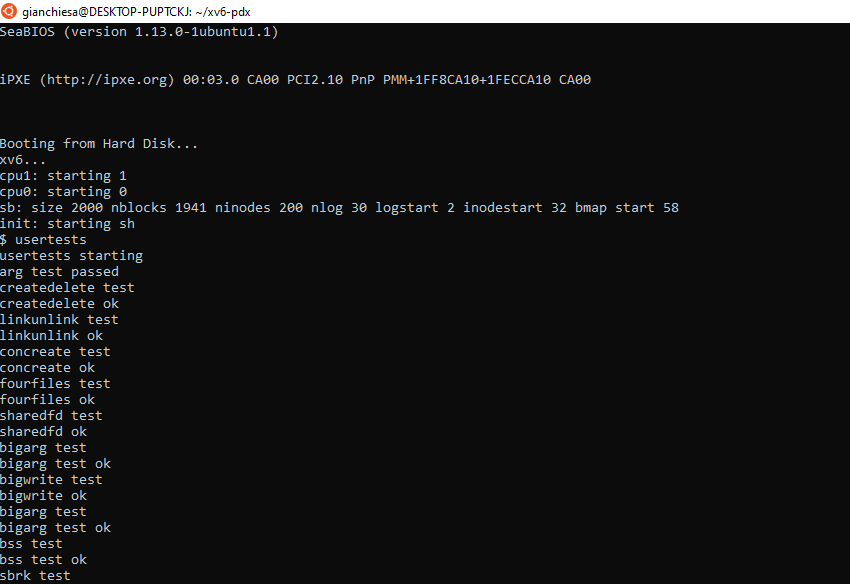 gianchiesa@DESKTOP-PUPTCKJ: ~/xv6-pdx
SeaBIOS (version 1.13.0-1ubuntu1.1)
iPXE (http://ipxe.org) 00:03.0 CA00 PCI2.10 PnP PMM+1FF8CA10+1FECCA10 CA00
Booting from Hard Disk...
xv6...
cpu1: starting 1
cpu0: starting 0
sb: size 2000 nblocks 1941 ninodes 200 nlog 30 logstart 2 inodestart 32 bmap start 58
init: starting sh
$ usertests
usertests starting
arg test passed
createdelete test
createdelete ok
linkunlink test
linkunlink ok
concreate test
concreate ok
fourfiles test
fourfiles ok
sharedfd test
sharedfd ok
bigarg test
bigarg test ok
bigwrite test
bigwrite ok
bigarg test
bigarg test ok
bss test
bss test ok
sbrk test